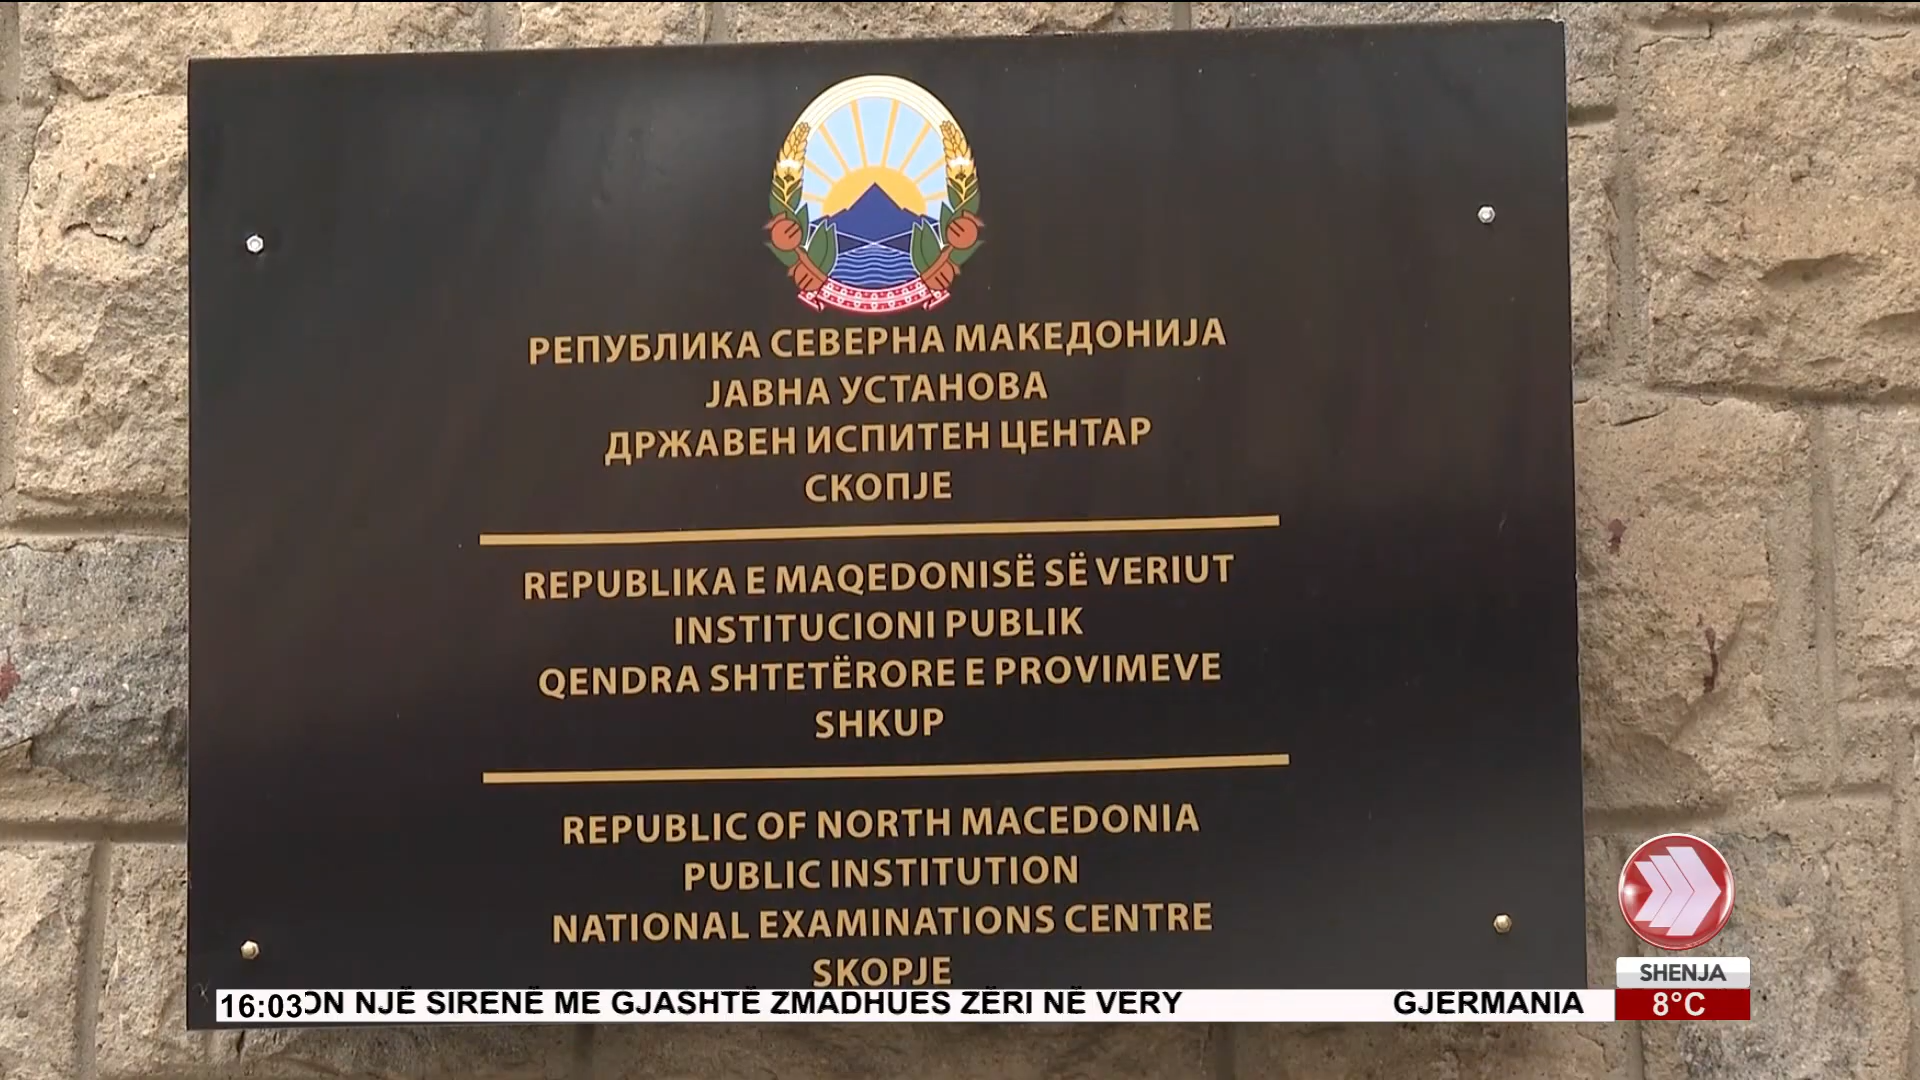 РЕПУБЛИКА СЕВЕРНА МАКЕДОНИЈА
ЈАВНА УСТАНОВА
ДРЖАВЕН ИСПИТЕН ЦЕНТАР
СКОПЈЕ
REPUBLIKA E MAQEDONISË SË VERIUT
INSTITUCIONI PUBLIK
QENDRA SHTETËRORE E PROVIMEVE
SHKUP
REPUBLIC OF NORTH MACEDONIA
PUBLIC INSTITUTION
NATIONAL EXAMINATIONS CENTRE
SKOPJE
SHENJA
16:03 NJË SIRENË ME GJASHTË ZMADHUES ZËRI NË VERY GJERMANIA 8°C